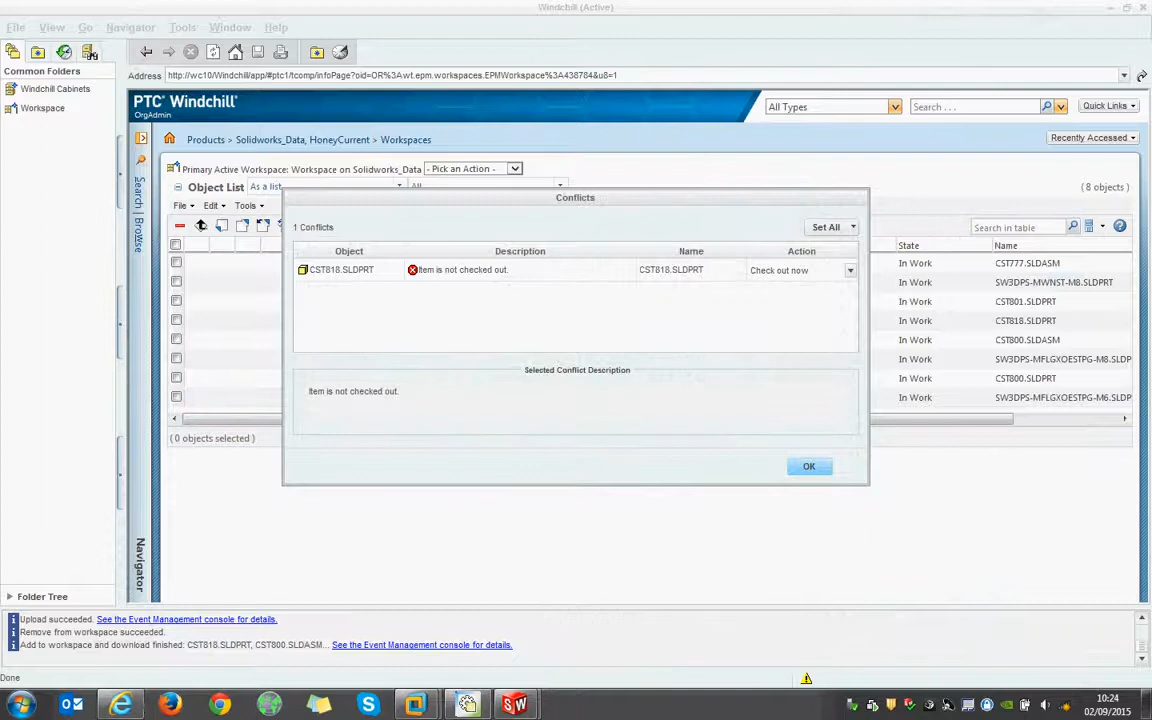 Windchill (Active)
File View Go Navigator Tools Window Help
Common Folders
Windchill Cabinets
Workspace
Address http://wc10/Windchill/app/#ptc1/tcomp/infoPage?oid=OR%3Awt.epm.workspaces.EPMWorkspace%3A438784&u8=1
PTC® Windchill®
OrgAdmin
All Types Search . . . Quick Links
Products > Solidworks_Data, HoneyCurrent > Workspaces Recently Accessed
Search | Browse
Primary Active Workspace: Workspace on Solidworks_Data - Pick an Action -
Object List As a list All (8 objects)
File Edit Tools
Search in table
State Name
In Work CST777.SLDASM
In Work SW3DPS-MWNST-M8.SLDPRT
In Work CST801.SLDPRT
In Work CST818.SLDPRT
In Work CST800.SLDASM
In Work SW3DPS-MFLGXOESTPG-M8.SLDP
In Work CST800.SLDPRT
In Work SW3DPS-MFLGXOESTPG-M6.SLDP
(0 objects selected)
Conflicts
1 Conflicts Set All
Object Description Name Action
CST818.SLDPRT Item is not checked out. CST818.SLDPRT Check out now
Selected Conflict Description
Item is not checked out.
OK
Navigator
Folder Tree
Upload succeeded. See the Event Management console for details.
Remove from workspace succeeded.
Add to workspace and download finished: CST818.SLDPRT, CST800.SLDASM... See the Event Management console for details.
Done
10:24
02/09/2015